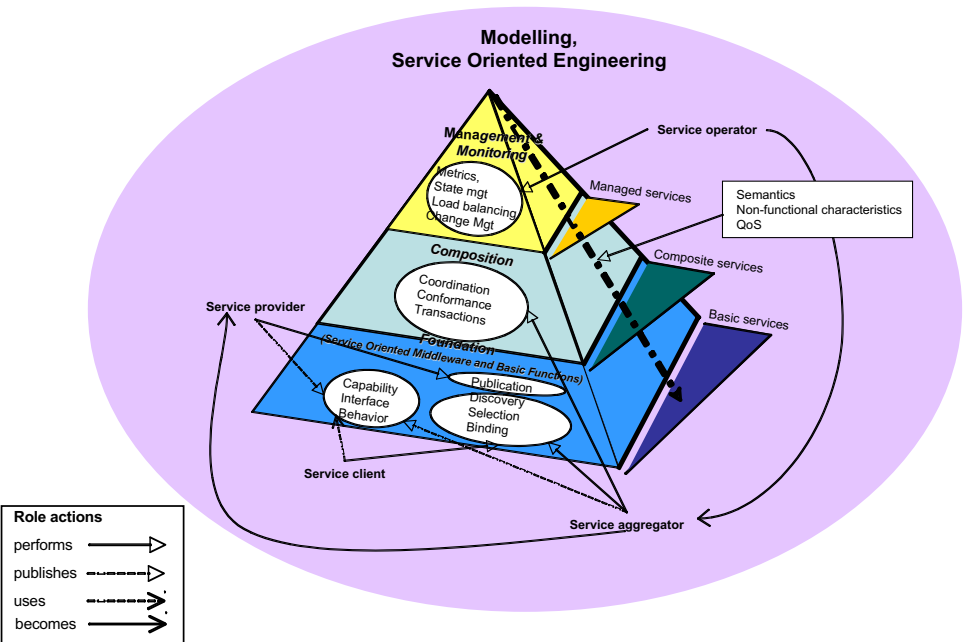 Modelling,
Service Oriented Engineering
Management &
Monitoring
Metrics,
State mgt
Load balancing
Change Mgt
Service operator
Managed services
Semantics
Non-functional characteristics
QoS
Composition
Coordination
Conformance
Transactions
Composite services
Service provider
Basic services
Foundation
(Service Oriented Middleware and Basic Functions)
Capability
Interface
Behavior
Publication
Discovery
Selection
Binding
Service client
Service aggregator
Role actions
performs
publishes
uses
becomes